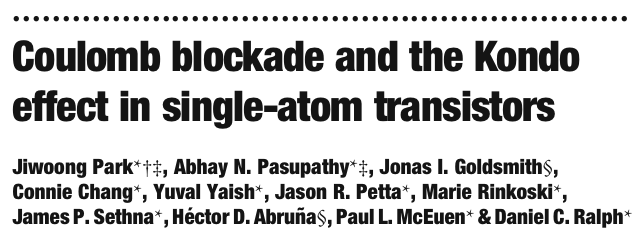 Coulomb blockade and the Kondo
effect in single-atom transistors
Jiwoong Park*†‡, Abhay N. Pasupathy*‡, Jonas I. Goldsmith§,
Connie Chang*, Yuval Yaish*, Jason R. Petta*, Marie Rinkoski*,
James P. Sethna*, Héctor D. Abruña§, Paul L. McEuen* & Daniel C. Ralph*